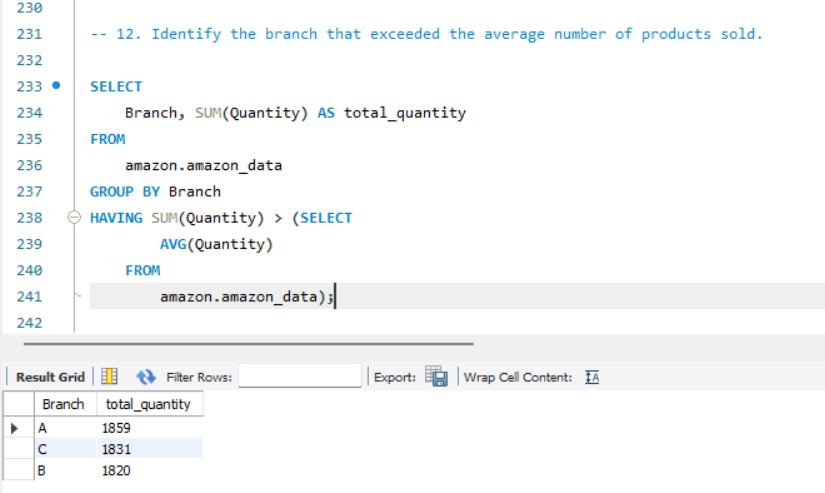 230
231 -- 12. Identify the branch that exceeded the average number of products sold.
232
233 SELECT
234 Branch, SUM(Quantity) AS total_quantity
235 FROM
236 amazon.amazon_data
237 GROUP BY Branch
238 HAVING SUM(Quantity) > (SELECT
239 AVG(Quantity)
240 FROM
241 amazon.amazon_data);
242
Result Grid Filter Rows: Export: Wrap Cell Content: IA
Branch total_quantity
A 1859
C 1831
B 1820